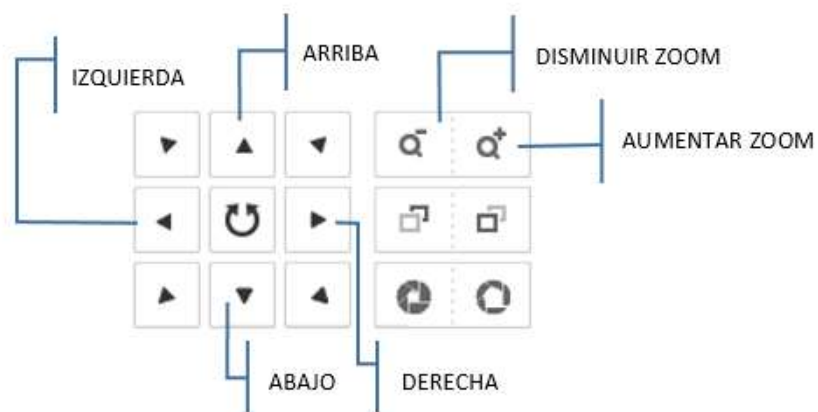 ARRIBA
DISMINUIR ZOOM
IZQUIERDA
AUMENTAR ZOOM
ABAJO
DERECHA